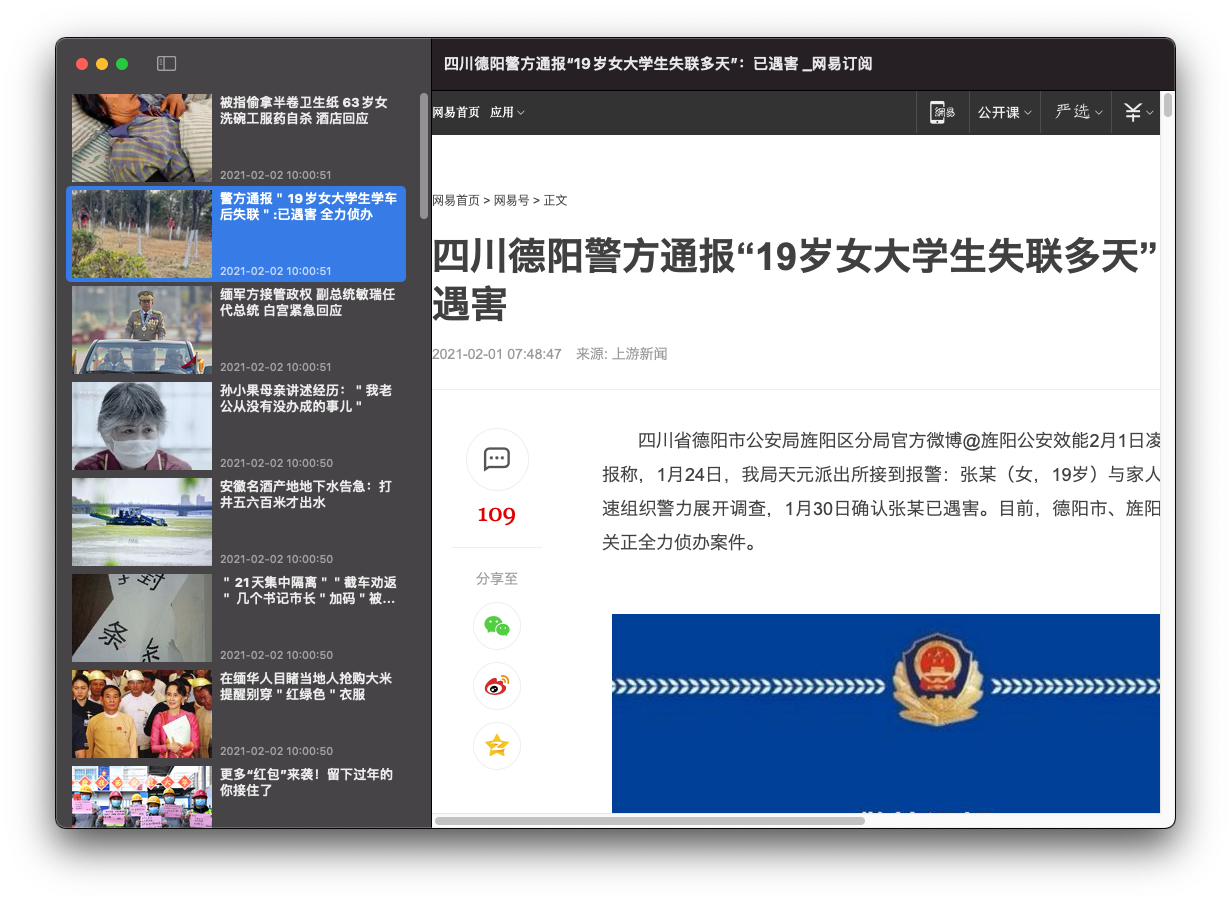 四川德阳警方通报“19岁女大学生失联多天”：已遇害 _网易订阅
被指偷拿半卷卫生纸 63岁女
洗碗工服药自杀 酒店回应
2021-02-02 10:00:51
警方通报＂19岁女大学生学车
后失联＂:已遇害 全力侦办
2021-02-02 10:00:51
缅军方接管政权 副总统敏瑞任
代总统 白宫紧急回应
2021-02-02 10:00:51
孙小果母亲讲述经历：＂我老
公从没有没办成的事儿＂
2021-02-02 10:00:50
安徽名酒产地地下水告急：打
井五六百米才出水
2021-02-02 10:00:50
＂21天集中隔离＂＂截车劝返
＂几个书记市长＂加码＂被...
2021-02-02 10:00:50
封
条
在缅华人目睹当地人抢购大米
提醒别穿＂红绿色＂衣服
2021-02-02 10:00:50
更多“红包”来袭！留下过年的
你接住了
网易首页 应用
公开课
严选
网易首页 > 网易号 > 正文
四川德阳警方通报“19岁女大学生失联多天”
遇害
2021-02-01 07:48:47 来源: 上游新闻
109
分享至
四川省德阳市公安局旌阳区分局官方微博@旌阳公安效能2月1日凌
报称，1月24日，我局天元派出所接到报警：张某（女，19岁）与家人
速组织警力展开调查，1月30日确认张某已遇害。目前，德阳市、旌阳
关正全力侦办案件。